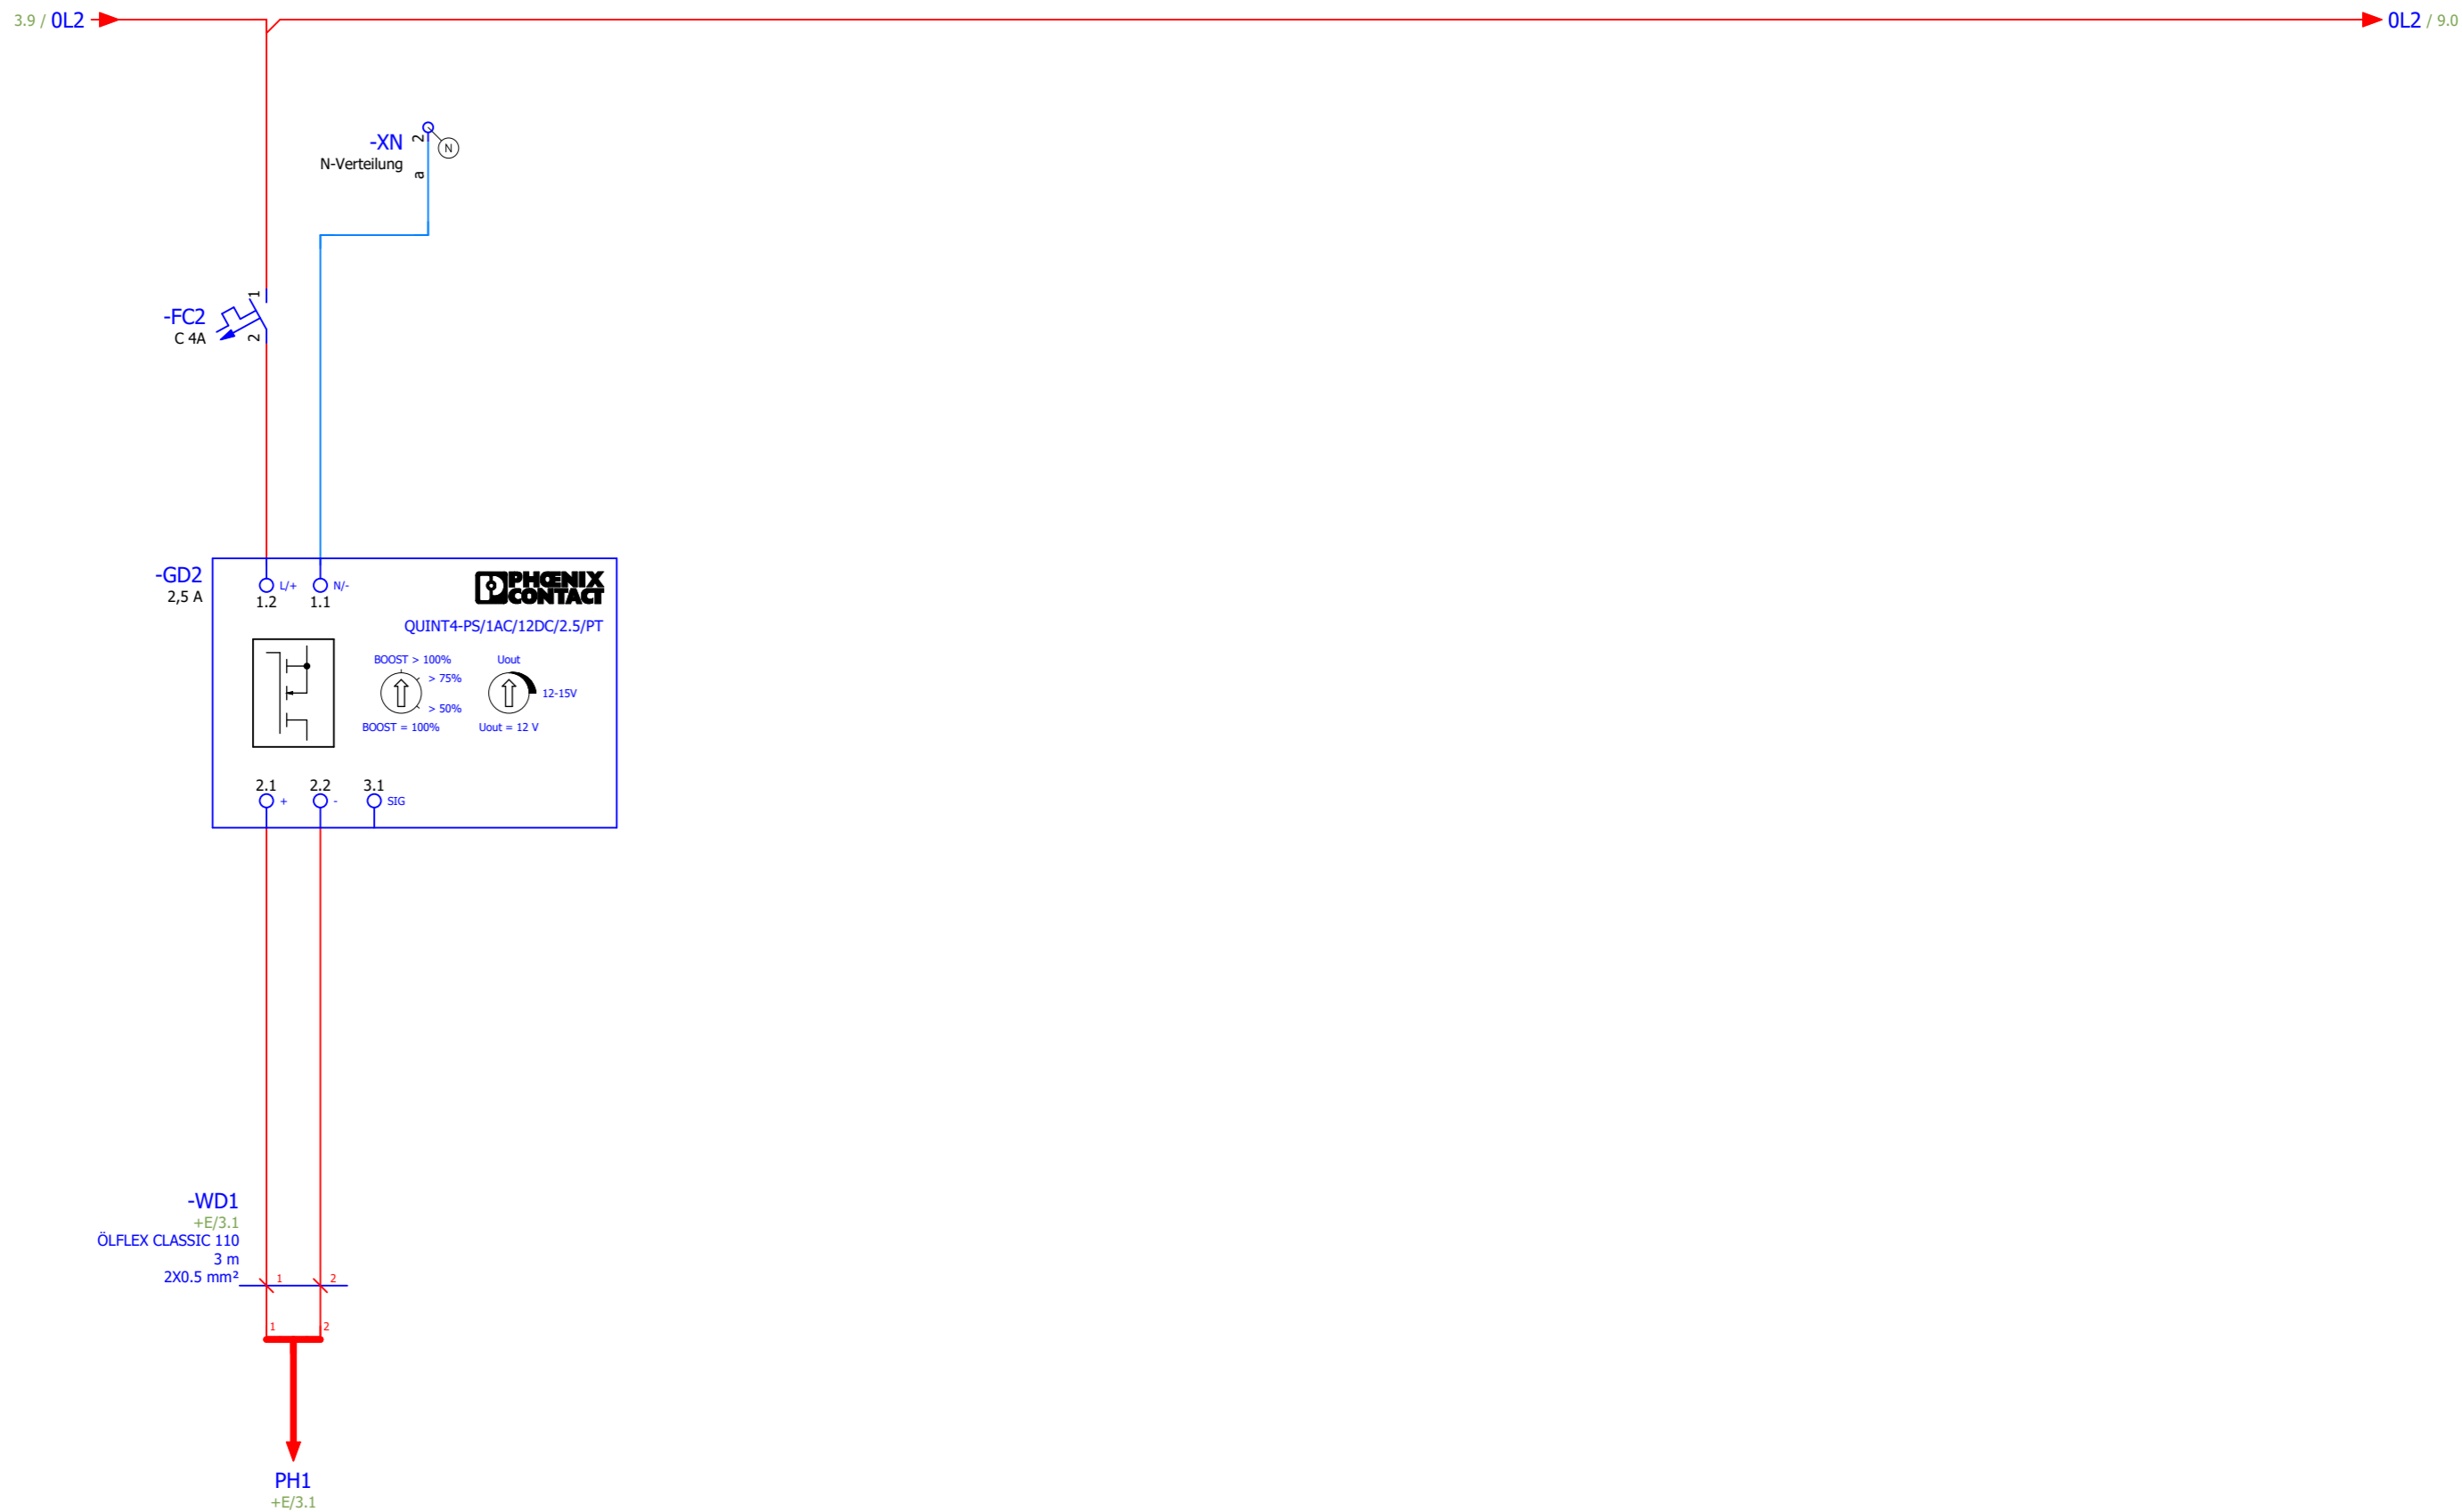 3.9 / 0L2
0L2 / 9.0
-XN
N-Verteilung
2
a
N
-FC2
C 4A
1
2
-GD2
2,5 A
L/+
N/-
1.2
1.1
PHŒNIX
CONTACT
QUINT4-PS/1AC/12DC/2.5/PT
BOOST > 100%
> 75%
> 50%
BOOST = 100%
Uout
12-15V
Uout = 12 V
2.1
2.2
3.1
+
-
SIG
-WD1
+E/3.1
ÖLFLEX CLASSIC 110
3 m
2X0.5 mm²
1
2
1
2
PH1
+E/3.1